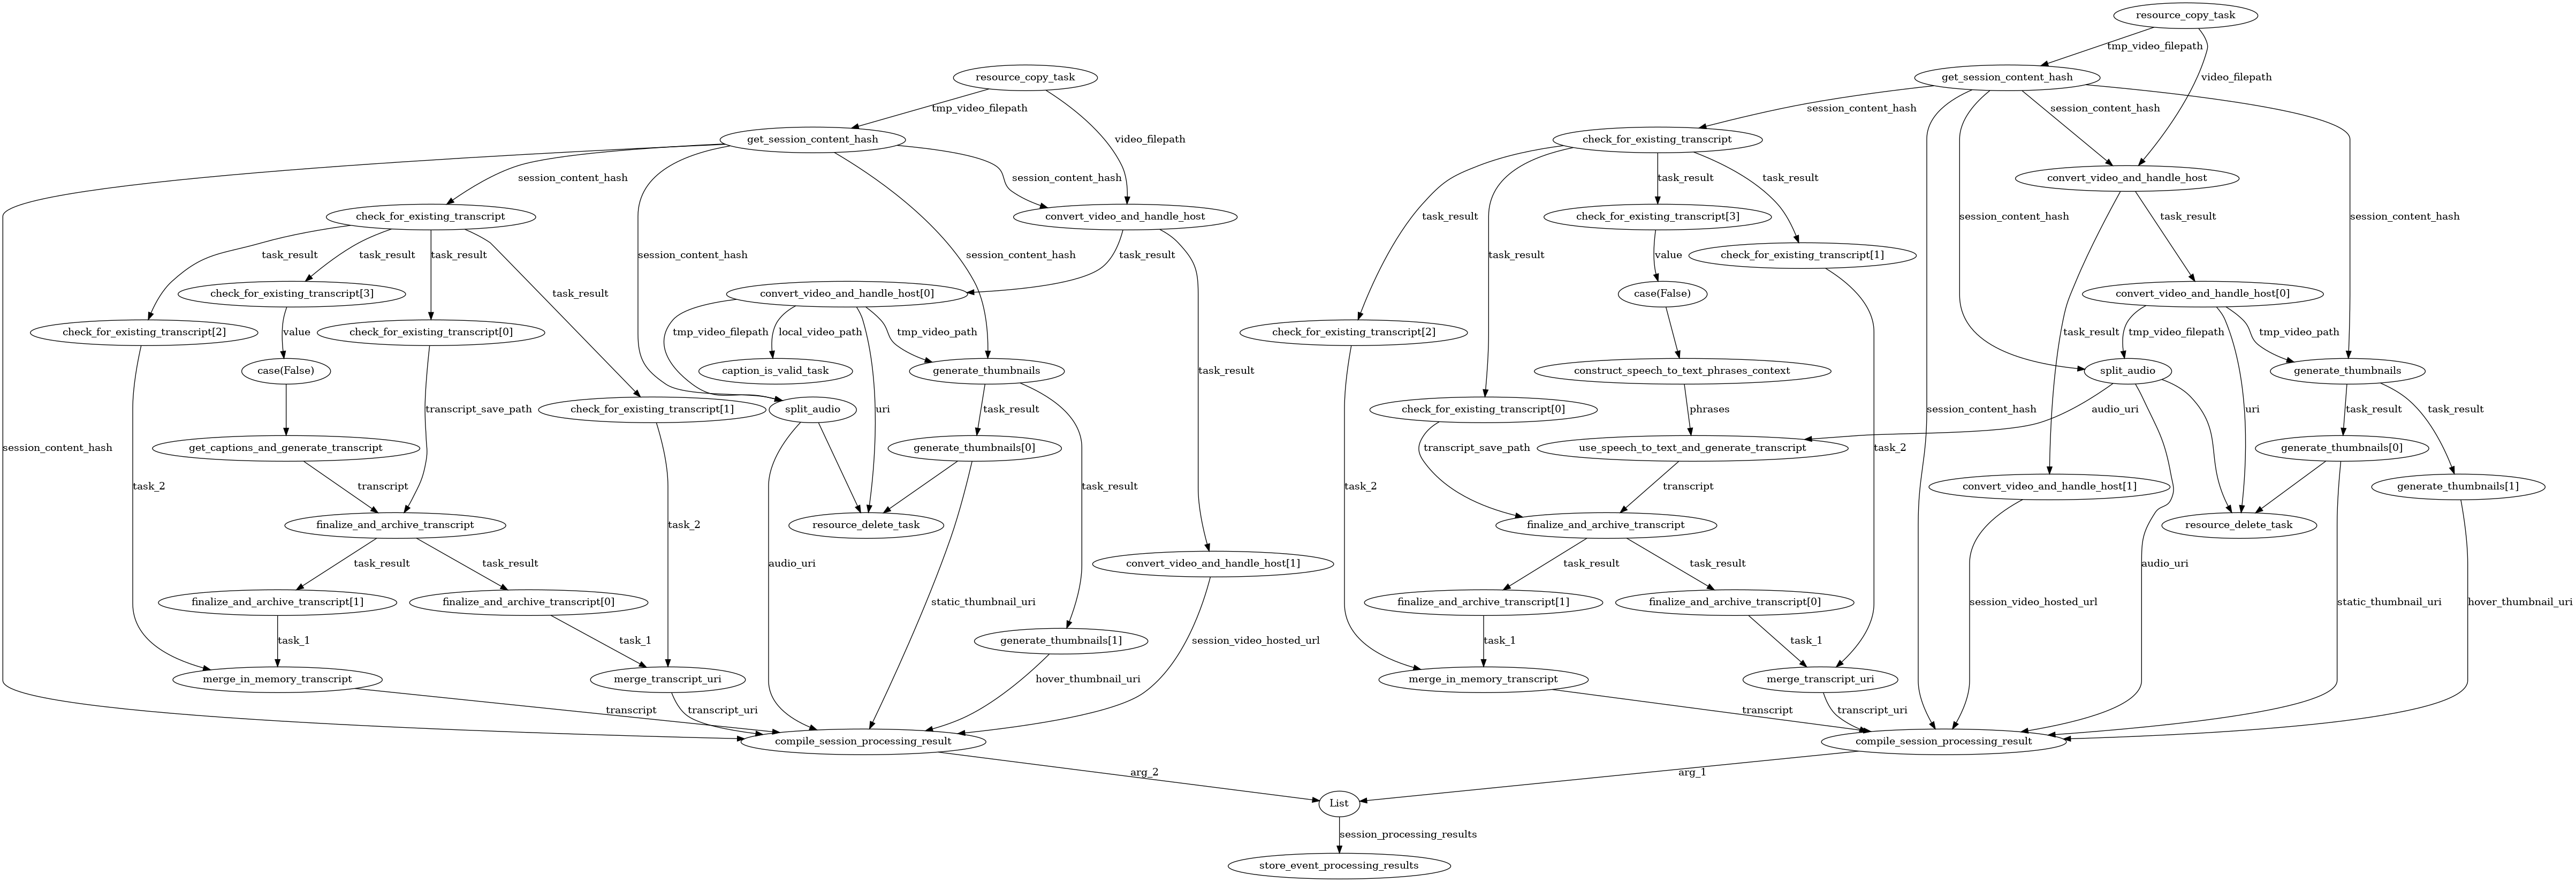 resource_copy_task
tmp_video_filepath
resource_copy_task
get_session_content_hash
video_filepath
tmp_video_filepath
session_content_hash
session_content_hash
get_session_content_hash
video_filepath
check_for_existing_transcript
session_content_hash
session_content_hash
convert_video_and_handle_host
check_for_existing_transcript
convert_video_and_handle_host
task_result
task_result
task_result
check_for_existing_transcript[3]
session_content_hash
task_result
session_content_hash
session_content_hash
session_content_hash
task_result
task_result
task_result
task_result
value
check_for_existing_transcript[1]
check_for_existing_transcript[3]
task_result
convert_video_and_handle_host[0]
case(False)
convert_video_and_handle_host[0]
check_for_existing_transcript[2]
value
check_for_existing_transcript[0]
tmp_video_filepath
local_video_path
tmp_video_path
check_for_existing_transcript[2]
task_result
tmp_video_filepath
tmp_video_path
case(False)
caption_is_valid_task
generate_thumbnails
task_result
construct_speech_to_text_phrases_context
split_audio
generate_thumbnails
transcript_save_path
check_for_existing_transcript[1]
split_audio
uri
task_result
check_for_existing_transcript[0]
phrases
session_content_hash
audio_uri
uri
task_result
task_result
session_content_hash
get_captions_and_generate_transcript
generate_thumbnails[0]
transcript_save_path
use_speech_to_text_and_generate_transcript
task_2
generate_thumbnails[0]
task_2
transcript
task_result
task_2
transcript
convert_video_and_handle_host[1]
generate_thumbnails[1]
finalize_and_archive_transcript
task_2
resource_delete_task
finalize_and_archive_transcript
resource_delete_task
task_result
task_result
audio_uri
convert_video_and_handle_host[1]
task_result
task_result
audio_uri
finalize_and_archive_transcript[1]
finalize_and_archive_transcript[0]
static_thumbnail_uri
finalize_and_archive_transcript[1]
finalize_and_archive_transcript[0]
session_video_hosted_url
static_thumbnail_uri
hover_thumbnail_uri
task_1
task_1
generate_thumbnails[1]
session_video_hosted_url
task_1
task_1
merge_in_memory_transcript
merge_transcript_uri
hover_thumbnail_uri
merge_in_memory_transcript
merge_transcript_uri
transcript
transcript_uri
transcript
transcript_uri
compile_session_processing_result
compile_session_processing_result
arg_2
arg_1
List
session_processing_results
store_event_processing_results